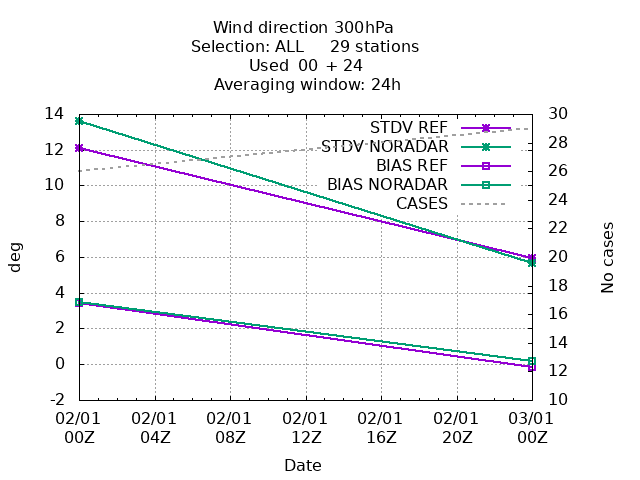 Wind direction 300hPa
Selection: ALL 29 stations
Used 00 + 24
Averaging window: 24h
14
12
10
8
6
4
2
0
-2
deg
30
28
26
24
22
20
18
16
14
12
10
No cases
STDV REF
STDV NORADAR
BIAS REF
BIAS NORADAR
CASES
02/01 02/01 02/01 02/01 02/01 02/01 03/01
00Z 04Z 08Z 12Z 16Z 20Z 00Z
Date